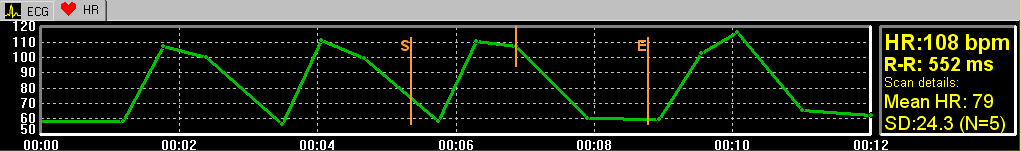 ECG HR
120
110
100
90
80
70
60
50
S E
00:00 00:02 00:04 00:06 00:08 00:10 00:12
HR:108 bpm
R-R: 552 ms
Scan details:
Mean HR: 79
SD:24.3 (N=5)